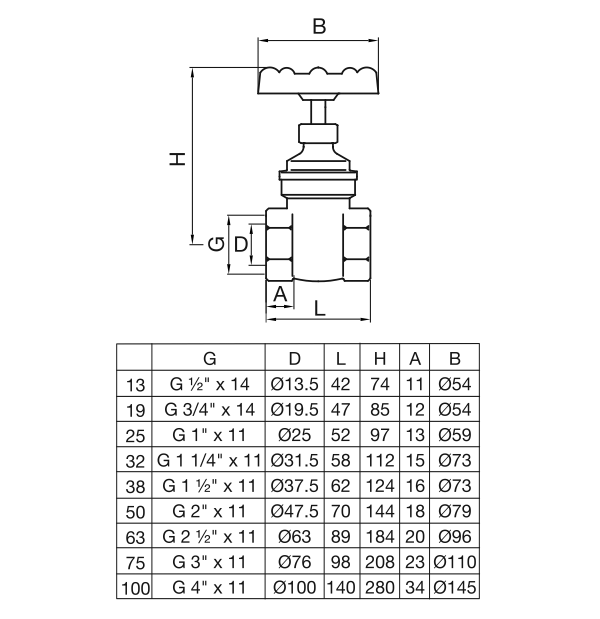 B
H
G D
A L
G D L H A B
13 G ½" x 14 Ø13.5 42 74 11 Ø54
19 G 3/4" x 14 Ø19.5 47 85 12 Ø54
25 G 1" x 11 Ø25 52 97 13 Ø59
32 G 1 1/4" x 11 Ø31.5 58 112 15 Ø73
38 G 1 ½" x 11 Ø37.5 62 124 16 Ø73
50 G 2" x 11 Ø47.5 70 144 18 Ø79
63 G 2 ½" x 11 Ø63 89 184 20 Ø96
75 G 3" x 11 Ø76 98 208 23 Ø110
100 G 4" x 11 Ø100 140 280 34 Ø145